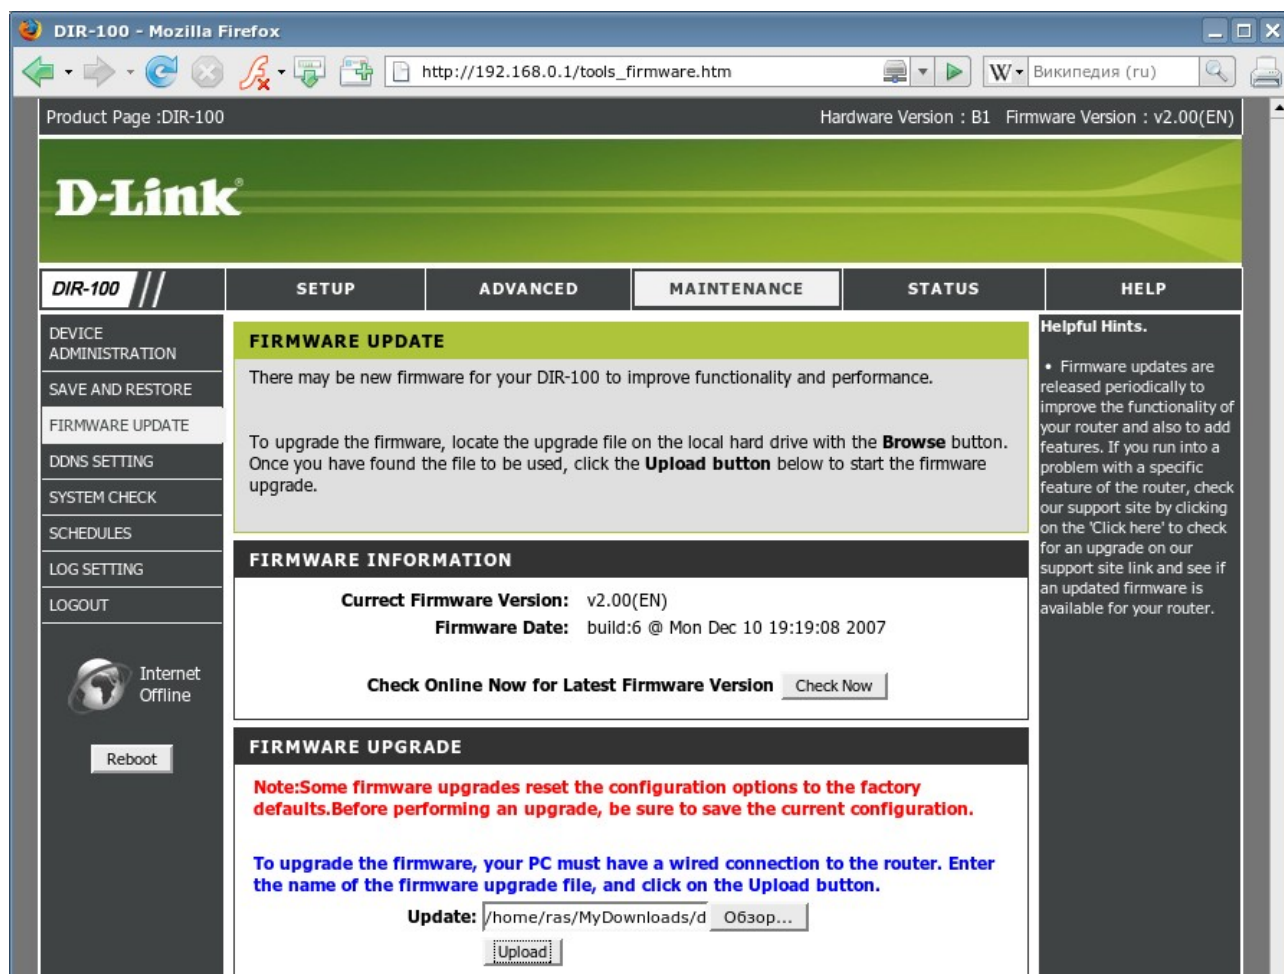 DIR-100 - Mozilla Firefox
http://192.168.0.1/tools_firmware.htm
W
Википедия (ru)
Product Page :DIR-100
Hardware Version : B1 Firmware Version : v2.00(EN)
D-Link®
DIR-100
SETUP
ADVANCED
MAINTENANCE
STATUS
HELP
DEVICE
ADMINISTRATION
SAVE AND RESTORE
FIRMWARE UPDATE
DDNS SETTING
SYSTEM CHECK
SCHEDULES
LOG SETTING
LOGOUT
Internet
Offline
Reboot
FIRMWARE UPDATE
There may be new firmware for your DIR-100 to improve functionality and performance.
To upgrade the firmware, locate the upgrade file on the local hard drive with the Browse button.
Once you have found the file to be used, click the Upload button below to start the firmware
upgrade.
FIRMWARE INFORMATION
Currect Firmware Version: v2.00(EN)
Firmware Date: build:6 @ Mon Dec 10 19:19:08 2007
Check Online Now for Latest Firmware Version Check Now
FIRMWARE UPGRADE
Note:Some firmware upgrades reset the configuration options to the factory
defaults.Before performing an upgrade, be sure to save the current configuration.
To upgrade the firmware, your PC must have a wired connection to the router. Enter
the name of the firmware upgrade file, and click on the Upload button.
Update: /home/ras/MyDownloads/d Обзор...
Upload
Helpful Hints.
• Firmware updates are
released periodically to
improve the functionality of
your router and also to add
features. If you run into a
problem with a specific
feature of the router, check
our support site by clicking
on the 'Click here' to check
for an upgrade on our
support site link and see if
an updated firmware is
available for your router.